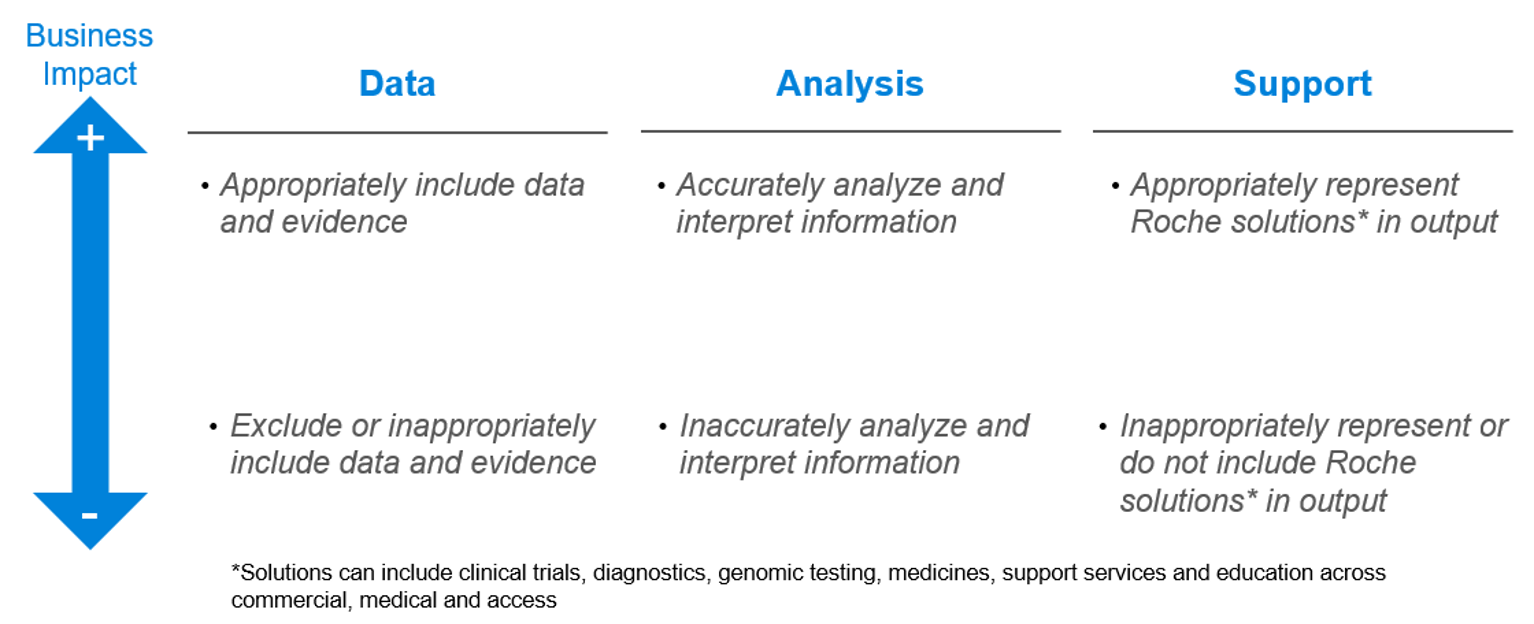 Business
Impact
Data
Analysis
Support
+
• Appropriately include data
and evidence
• Accurately analyze and
interpret information
• Appropriately represent
Roche solutions* in output
• Exclude or inappropriately
include data and evidence
• Inaccurately analyze and
interpret information
• Inappropriately represent or
do not include Roche
solutions* in output
-
*Solutions can include clinical trials, diagnostics, genomic testing, medicines, support services and education across
commercial, medical and access